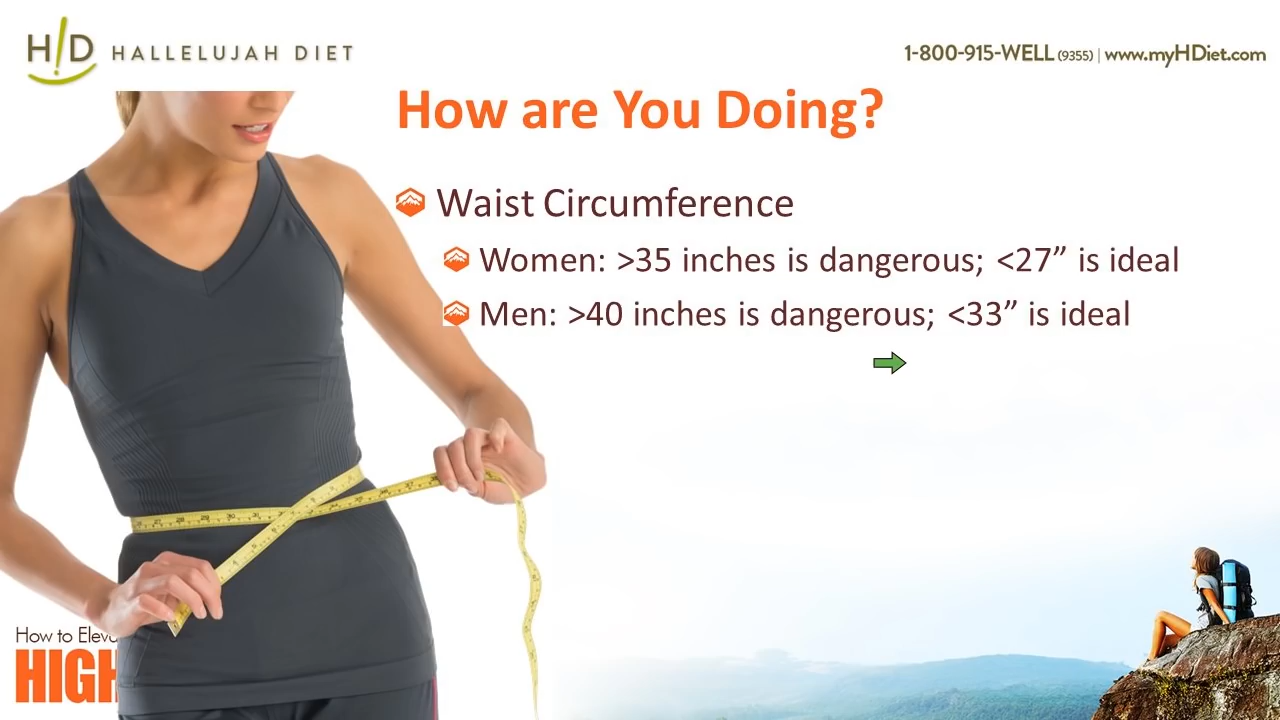 H!D HALLELUJAH DIET
1-800-915-WELL (9355) | www.myHDiet.com
How are You Doing?
Waist Circumference
Women: >35 inches is dangerous; <27” is ideal
Men: >40 inches is dangerous; <33” is ideal
How to Eleva
HIGH